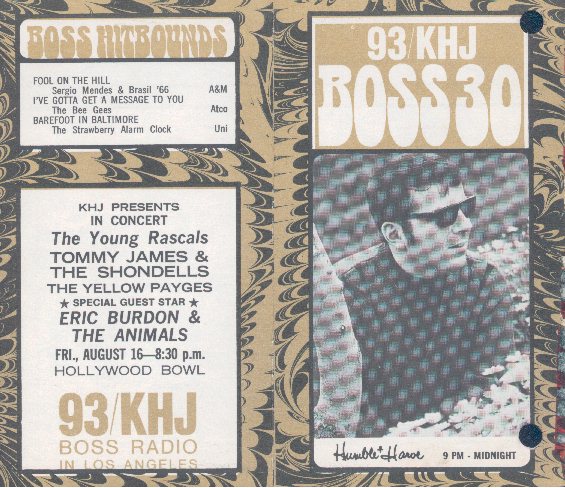 BOSS HITBOUNDS
FOOL ON THE HILL
Sergio Mendes & Brasil '66 A&M
I'VE GOTTA GET A MESSAGE TO YOU
The Bee Gees Atco
BAREFOOT IN BALTIMORE
The Strawberry Alarm Clock Uni
KHJ PRESENTS
IN CONCERT
The Young Rascals
TOMMY JAMES &
THE SHONDELLS
THE YELLOW PAYGES
★ SPECIAL GUEST STAR ★
ERIC BURDON &
THE ANIMALS
FRI., AUGUST 16—8:30 p.m.
HOLLYWOOD BOWL
93/KHJ
BOSS RADIO
IN LOS ANGELES
93/KHJ
BOSS 30
Humble Harve 9 PM - MIDNIGHT